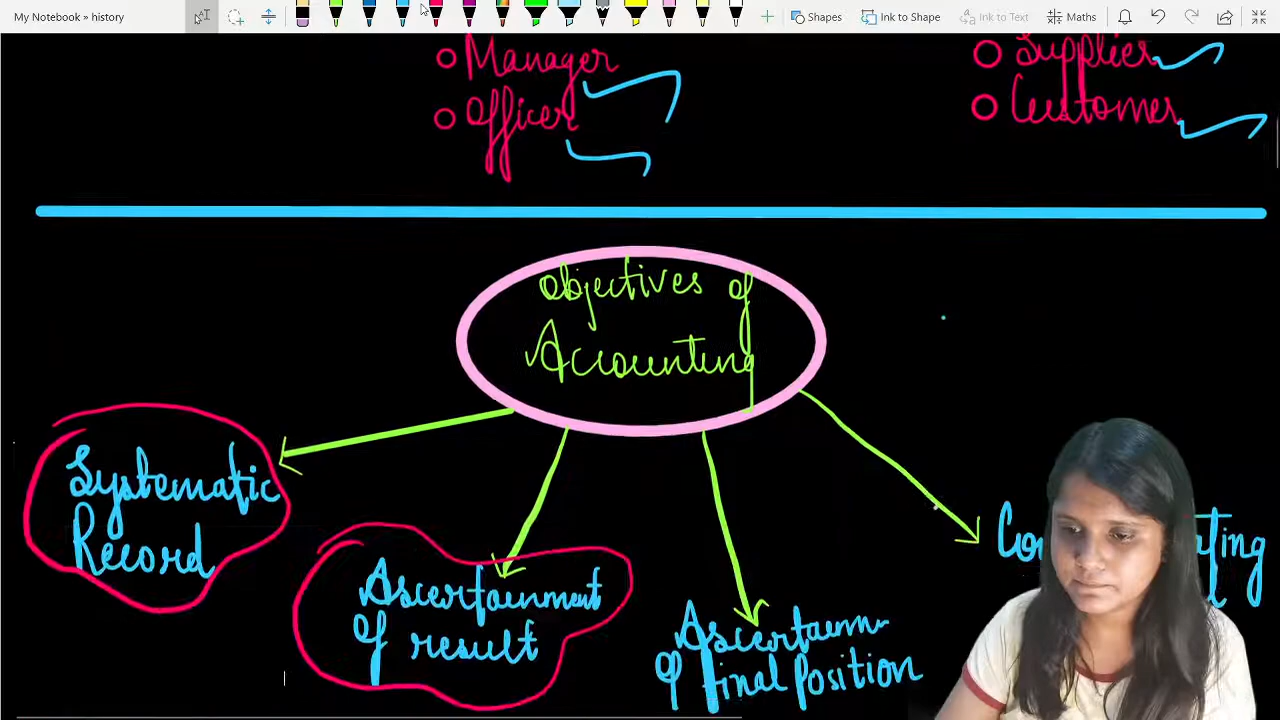 My Notebook » history
Shapes
Ink to Shape
Ink to Text
Maths
Manager
Officer
Supplier
Customer
Objectives of
Accounting
Systematic
Record
Ascertainment
of result
Ascertainm
of final position